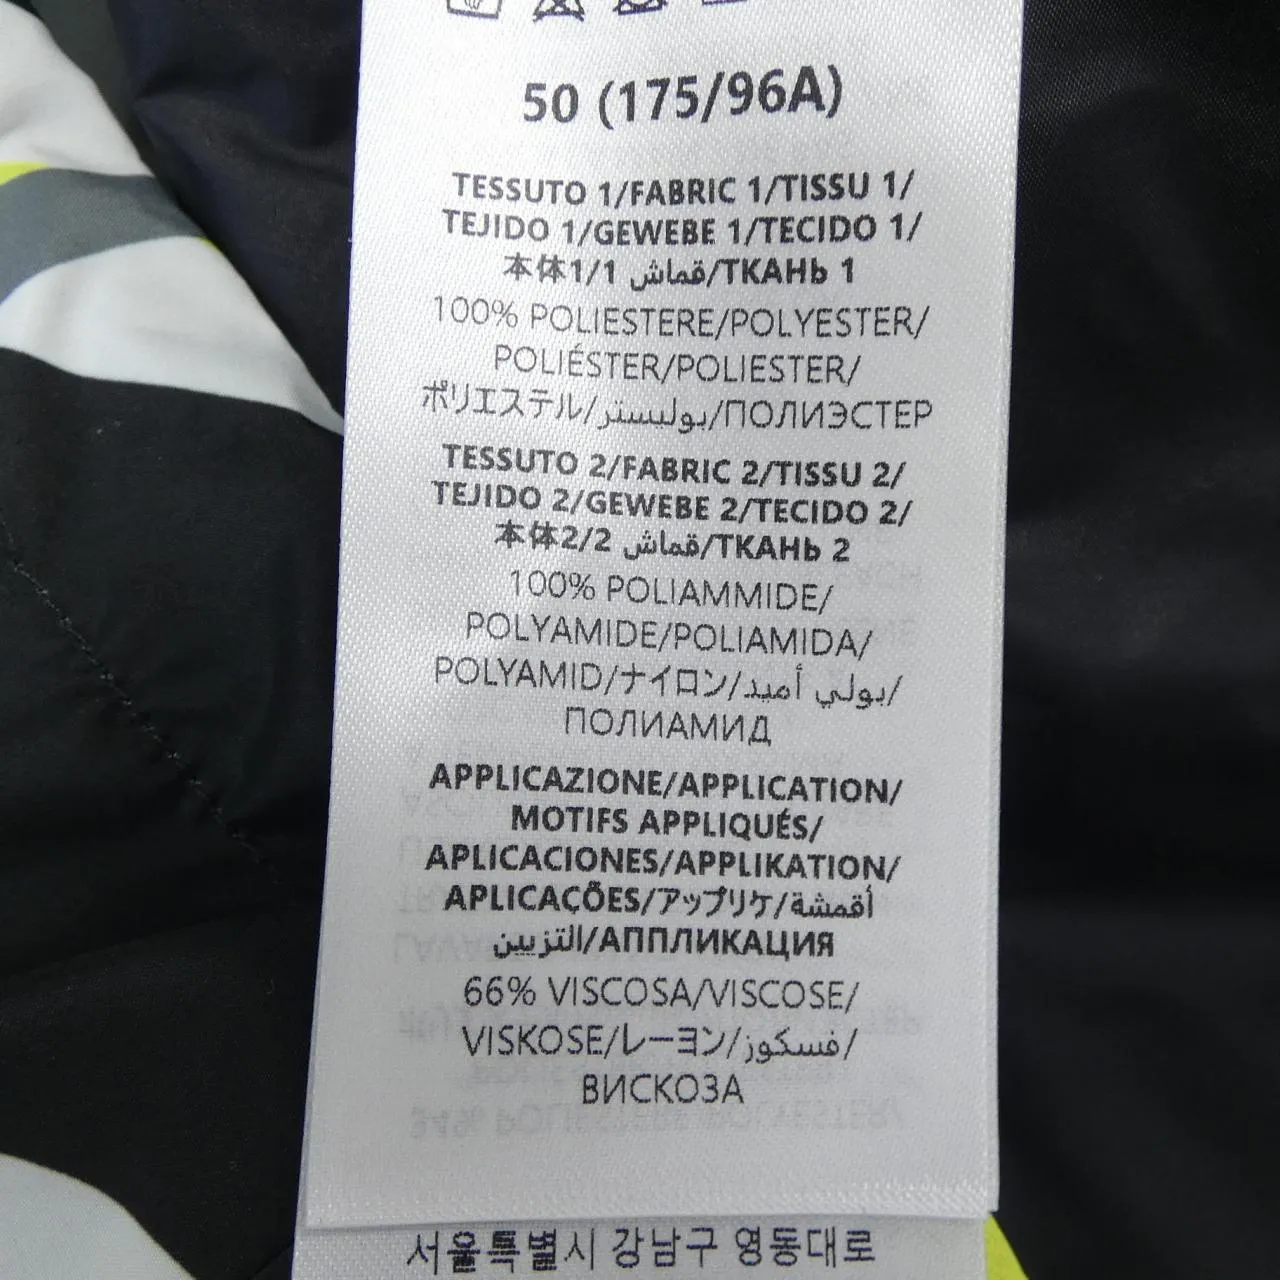 50 (175/96A)
TESSUTO 1/FABRIC 1/TISSU 1/
TEJIDO 1/GEWEBE 1/TECIDO 1/
本体1/1 قماش/ТКАНЬ 1
100% POLIESTERE/POLYESTER/
POLIÉSTER/POLIESTER/
ポリエステル/بوليستر/ПОЛИЭСТЕР
TESSUTO 2/FABRIC 2/TISSU 2/
TEJIDO 2/GEWEBE 2/TECIDO 2/
本体2/2 قماش/ТКАНЬ 2
100% POLIAMMIDE/
POLYAMIDE/POLIAMIDA/
POLYAMID/ナイロン/بولي أميد/
ПОЛИАМИД
APPLICAZIONE/APPLICATION/
MOTIFS APPLIQUÉS/
APLICACIONES/APPLIKATION/
APLICAÇÕES/アップリケ/أقمشة
التزيين/АППЛИКАЦИЯ
66% VISCOSA/VISCOSE/
VISKOSE/レーヨン/فسكوز/
ВИСКОЗА
서울특별시 강남구 영동대로